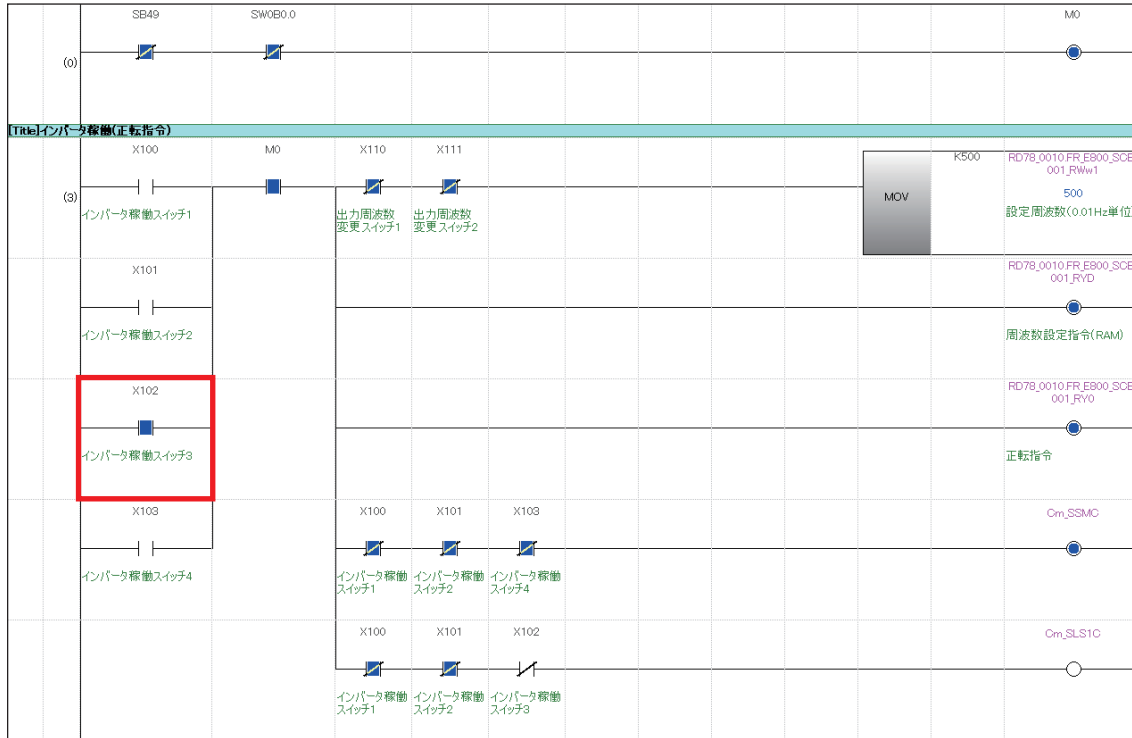 SB49 SW0B0.0 M0
(0)
[Title]インバータ稼働(正転指令)
X100 M0 X110 X111 K500 RD78_0010.FR_E800_SCE
001_RWw1
(3) MOV 500
インバータ稼働スイッチ1 出力周波数 出力周波数 設定周波数(0.01Hz単位)
変更スイッチ1 変更スイッチ2
X101 RD78_0010.FR_E800_SCE
001_RYD
インバータ稼働スイッチ2 周波数設定指令(RAM)
X102 RD78_0010.FR_E800_SCE
001_RY0
インバータ稼働スイッチ3 正転指令
X103 X100 X101 X103 Cm_SSMC
インバータ稼働スイッチ4 インバータ稼働 インバータ稼働 インバータ稼働
スイッチ1 スイッチ2 スイッチ4
X100 X101 X102 Cm_SLS1C
インバータ稼働 インバータ稼働 インバータ稼働
スイッチ1 スイッチ2 スイッチ3